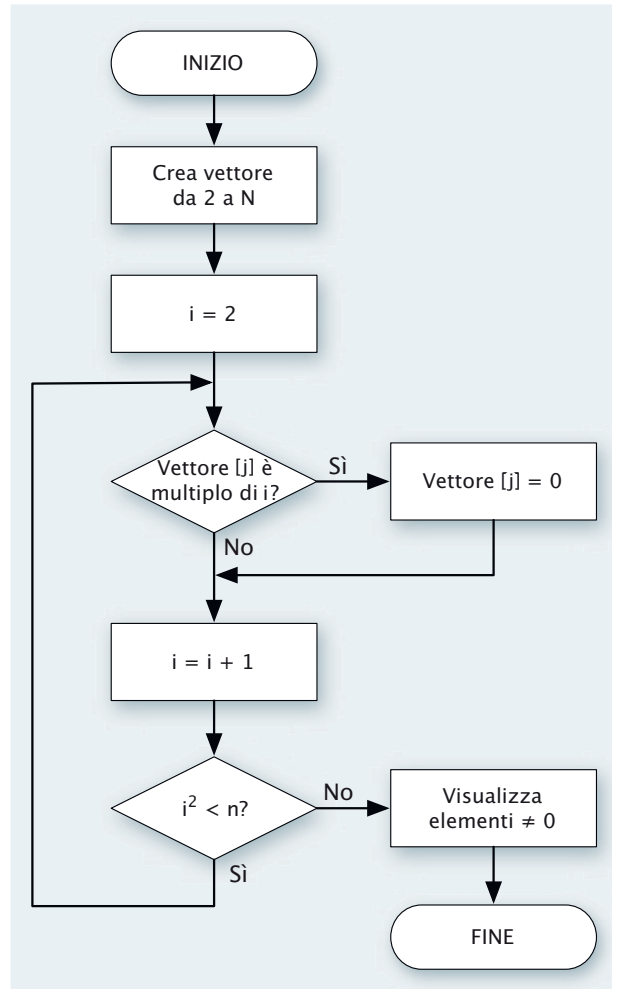 INIZIO
Crea vettore
da 2 a N
i = 2
Vettore [j] è
multiplo di i?
Sì
Vettore [j] = 0
No
i = i + 1
i² < n?
No
Visualizza
elementi ≠ 0
Sì
FINE